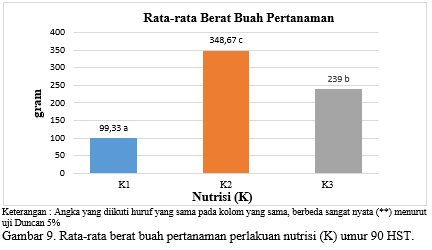 Rata-rata Berat Buah Pertanaman
400
350
300
250
200
150
100
50
0
gram
99,33 a
348,67 c
239 b
K1
K2
K3
Nutrisi (K)
Keterangan : Angka yang diikuti huruf yang sama pada kolom yang sama, berbeda sangat nyata (**) menurut
uji Duncan 5%
Gambar 9. Rata-rata berat buah pertanaman perlakuan nutrisi (K) umur 90 HST.